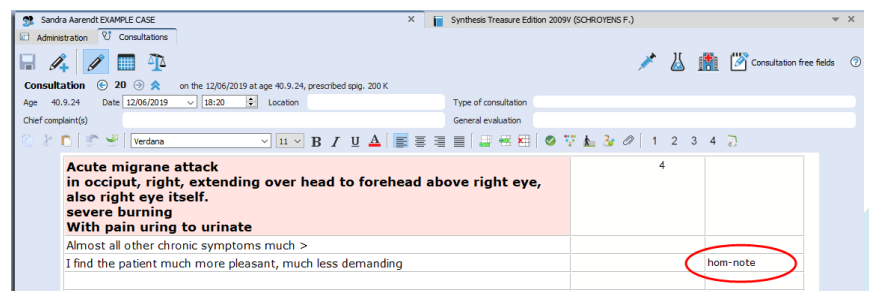 Sandra Aarendt EXAMPLE CASE
Synthesis Treasure Edition 2009V (SCHROYENS F.)
Administration Consultations
Consultation free fields
Consultation 20 on the 12/06/2019 at age 40.9.24, prescribed spig. 200 K
Age 40.9.24 Date 12/06/2019 18:20 Location Type of consultation
Chief complaint(s) General evaluation
Verdana 11 B I U A 1 2 3 4
Acute migrane attack 4
in occiput, right, extending over head to forehead above right eye,
also right eye itself.
severe burning
With pain uring to urinate
Almost all other chronic symptoms much >
I find the patient much more pleasant, much less demanding hom-note